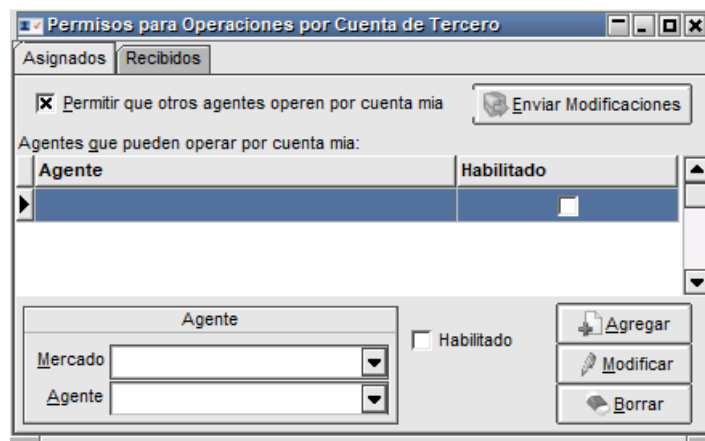 Permisos para Operaciones por Cuenta de Tercero
Asignados Recibidos
Permitir que otros agentes operen por cuenta mia Enviar Modificaciones
Agentes que pueden operar por cuenta mia:
Agente Habilitado
Agente
Mercado
Agente
Habilitado
Agregar
Modificar
Borrar